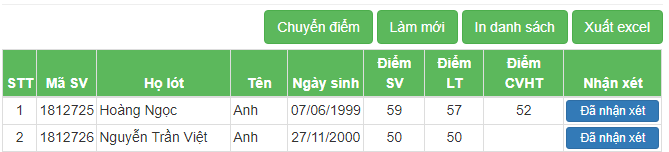 Chuyển điểm Làm mới In danh sách Xuất excel
STT Mã SV Họ lót Tên Ngày sinh Điểm SV Điểm LT Điểm CVHT Nhận xét
1 1812725 Hoàng Ngọc Anh 07/06/1999 59 57 52 Đã nhận xét
2 1812726 Nguyễn Trần Việt Anh 27/11/2000 50 50 Đã nhận xét